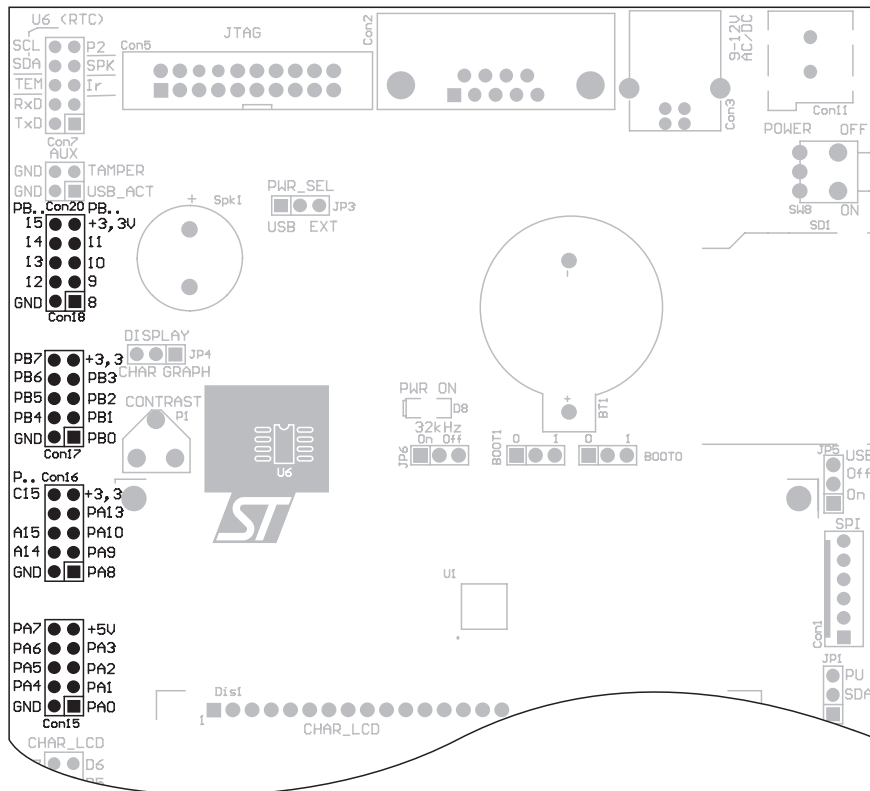 U6 (RTC)
SCL P2
SDA SPK
TEM Ir
RxD
TxD
Con7
AUX
GND TAMPER
GND USB_ACT
PB.. Con20 PB..
15 +3,3V
14 11
13 10
12 9
GND 8
Con18
JTAG
Con5
Con2
Con3
9-12V
AC/DC
Con11
POWER OFF
SW8 ON
SD1
+
Spk1
PWR_SEL
JP3
USB EXT
DISPLAY
JP4
CHAR GRAPH
PB7 +3,3
PB6 PB3
PB5 PB2
PB4 PB1
GND PB0
Con17
CONTRAST
P1
U6
ST
-
+
BT1
PWR ON
D8
32kHz
On Off
JP6
BOOT1
0 1
0 1
BOOT0
JP5
USB
Off
On
P.. Con16
C15 +3,3
PA13
A15 PA10
A14 PA9
GND PA8
SPI
Con1
U1
PA7 +5V
PA6 PA3
PA5 PA2
PA4 PA1
GND PA0
Con15
JP1
PU
SDA
Dis1
1
CHAR_LCD
CHAR_LCD
D6